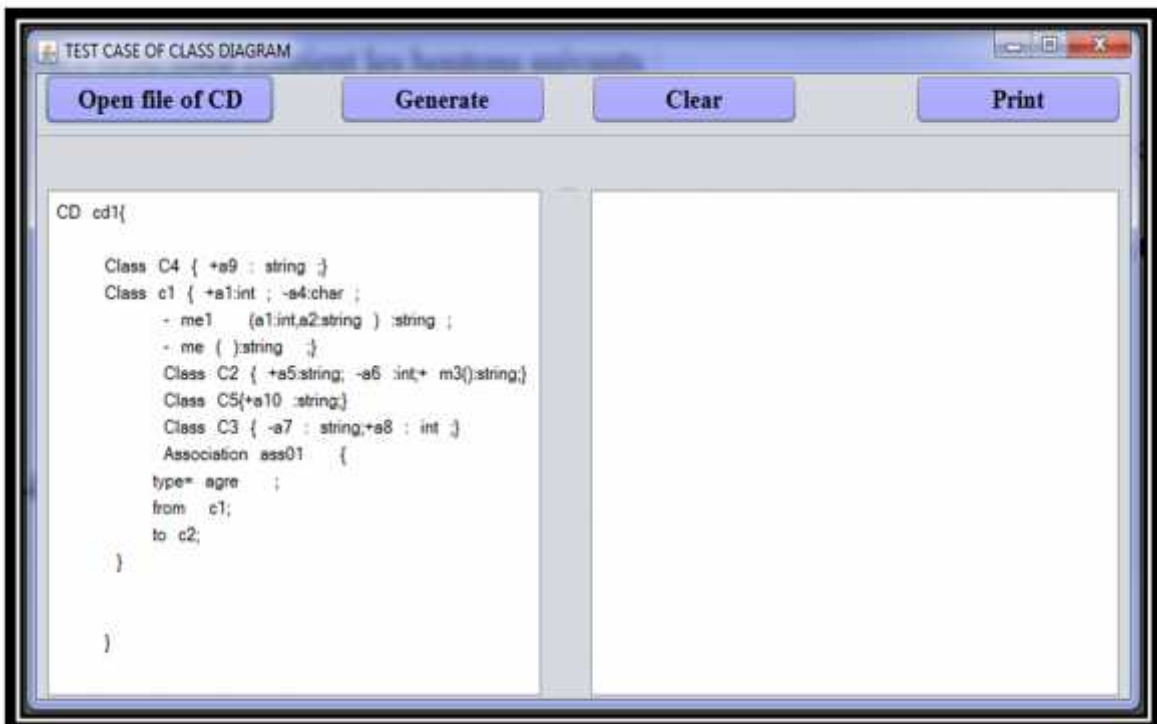 TEST CASE OF CLASS DIAGRAM
Open file of CD Generate Clear Print
CD cd1{
Class C4 { +a9 : string ;}
Class c1 { +a1:int ; -a4:char ;
- me1 (a1:int,a2:string ) :string ;
- me ( ):string ;}
Class C2 { +a5:string; -a6 :int;+ m3():string;}
Class C5{+a10 :string;}
Class C3 { -a7 : string;+a8 : int ;}
Association ass01 {
type= agre ;
from c1;
to c2;
}
}